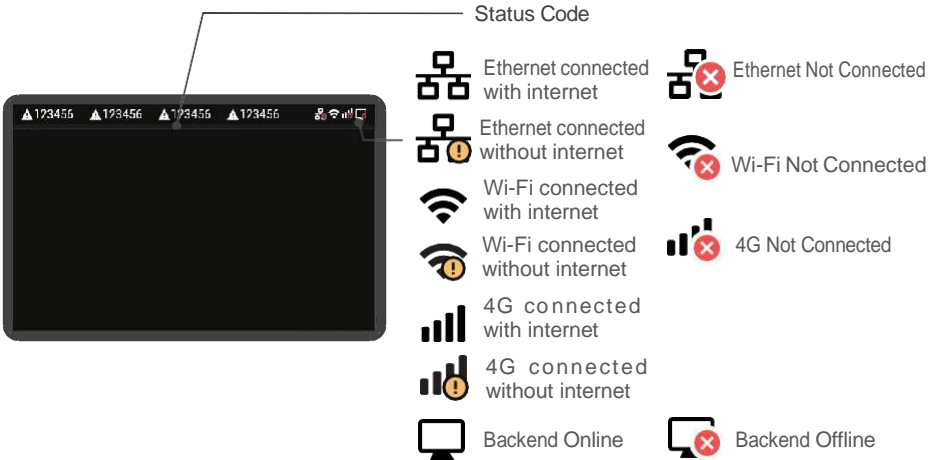 Status Code
123456 123456 123456 123456
Ethernet connected
with internet
Ethernet Not Connected
Ethernet connected
without internet
Wi-Fi connected
with internet
Wi-Fi Not Connected
Wi-Fi connected
without internet
4G Not Connected
4G connected
with internet
4G connected
without internet
Backend Online
Backend Offline